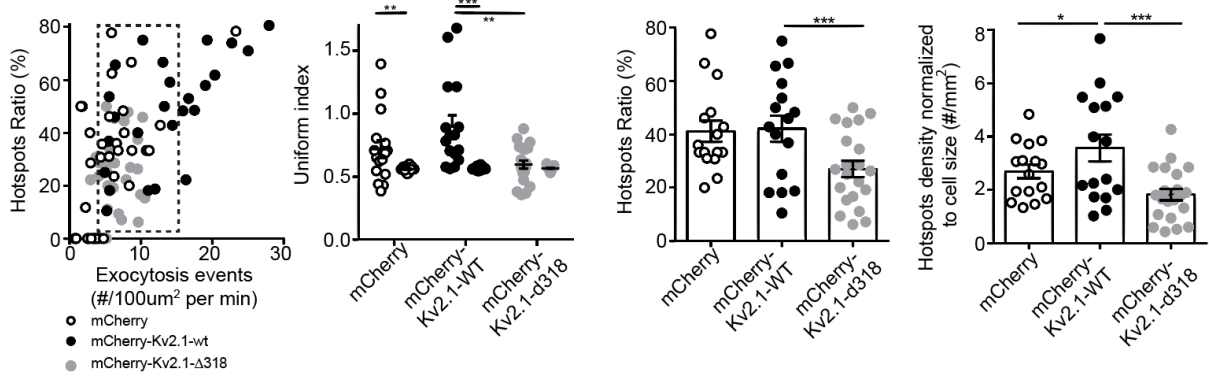 Hotspots Ratio (%)
80
60
40
20
0
0
10
20
30
Exocytosis events
(#/100um² per min)
mCherry
mCherry-Kv2.1-wt
mCherry-Kv2.1-Δ318
Uniform index
1.5
1.0
0.5
0.0
**
***
**
mCherry
mCherry-
Kv2.1-WT
mCherry-
Kv2.1-d318
Hotspots Ratio (%)
80
60
40
20
0
***
mCherry
mCherry-
Kv2.1-WT
mCherry-
Kv2.1-d318
Hotspots density normalized
to cell size (#/mm²)
8
6
4
2
0
*
***
mCherry
mCherry-
Kv2.1-WT
mCherry-
Kv2.1-d318